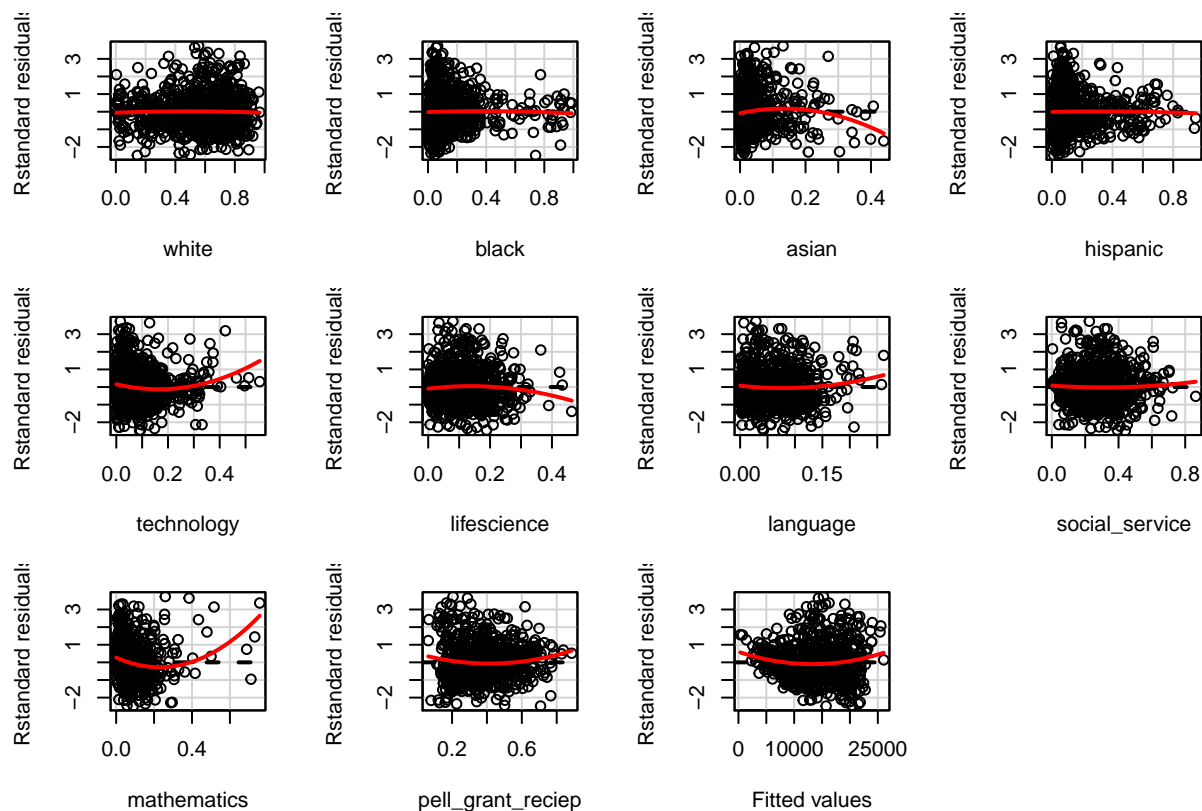 Rstandard residuals
3
1
−2
0.0 0.4 0.8
white
Rstandard residuals
3
1
−2
0.0 0.4 0.8
black
Rstandard residuals
3
1
−2
0.0 0.2 0.4
asian
Rstandard residuals
3
1
−2
0.0 0.4 0.8
hispanic
Rstandard residuals
3
1
−2
0.0 0.2 0.4
technology
Rstandard residuals
3
1
−2
0.0 0.2 0.4
lifescience
Rstandard residuals
3
1
−2
0.00 0.15
language
Rstandard residuals
3
1
−2
0.0 0.4 0.8
social_service
Rstandard residuals
3
1
−2
0.0 0.4
mathematics
Rstandard residuals
3
1
−2
0.2 0.6
pell_grant_reciep
Rstandard residuals
3
1
−2
0 10000 25000
Fitted values